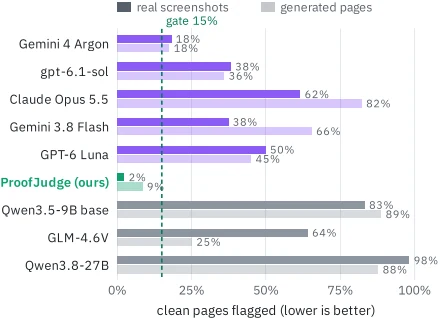 real screenshots generated pages
gate 15%
Gemini 4 Argon 18% 18%
gpt-6.1-sol 38% 36%
Claude Opus 5.5 62% 82%
Gemini 3.8 Flash 38% 66%
GPT-6 Luna 50% 45%
ProofJudge (ours) 2% 9%
Qwen3.5-9B base 83% 89%
GLM-4.6V 64% 25%
Qwen3.8-27B 98% 88%
0% 25% 50% 75% 100%
clean pages flagged (lower is better)